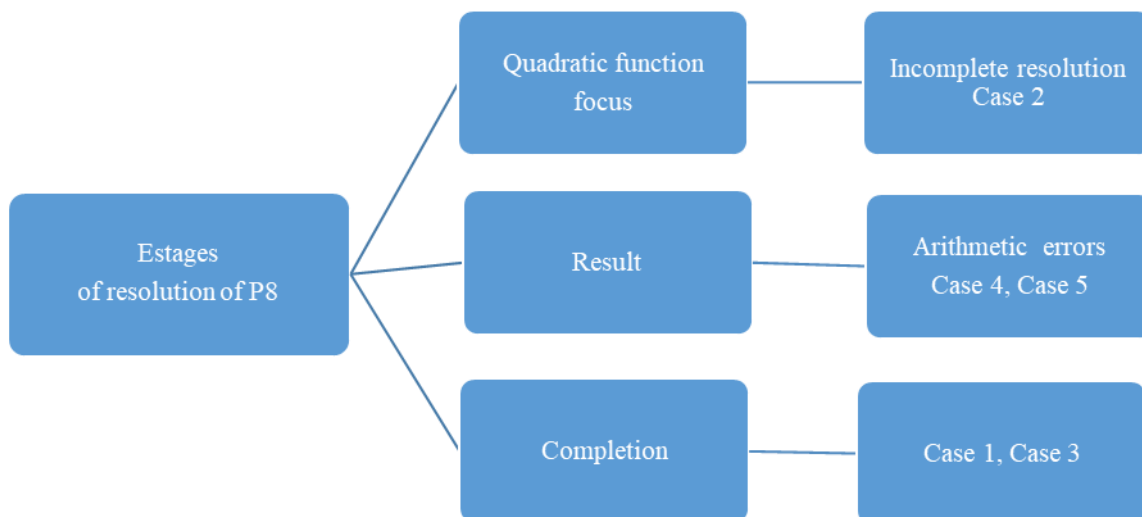 Estages
of resolution of P8
Quadratic function
focus
Incomplete resolution
Case 2
Result
Arithmetic errors
Case 4, Case 5
Completion
Case 1, Case 3